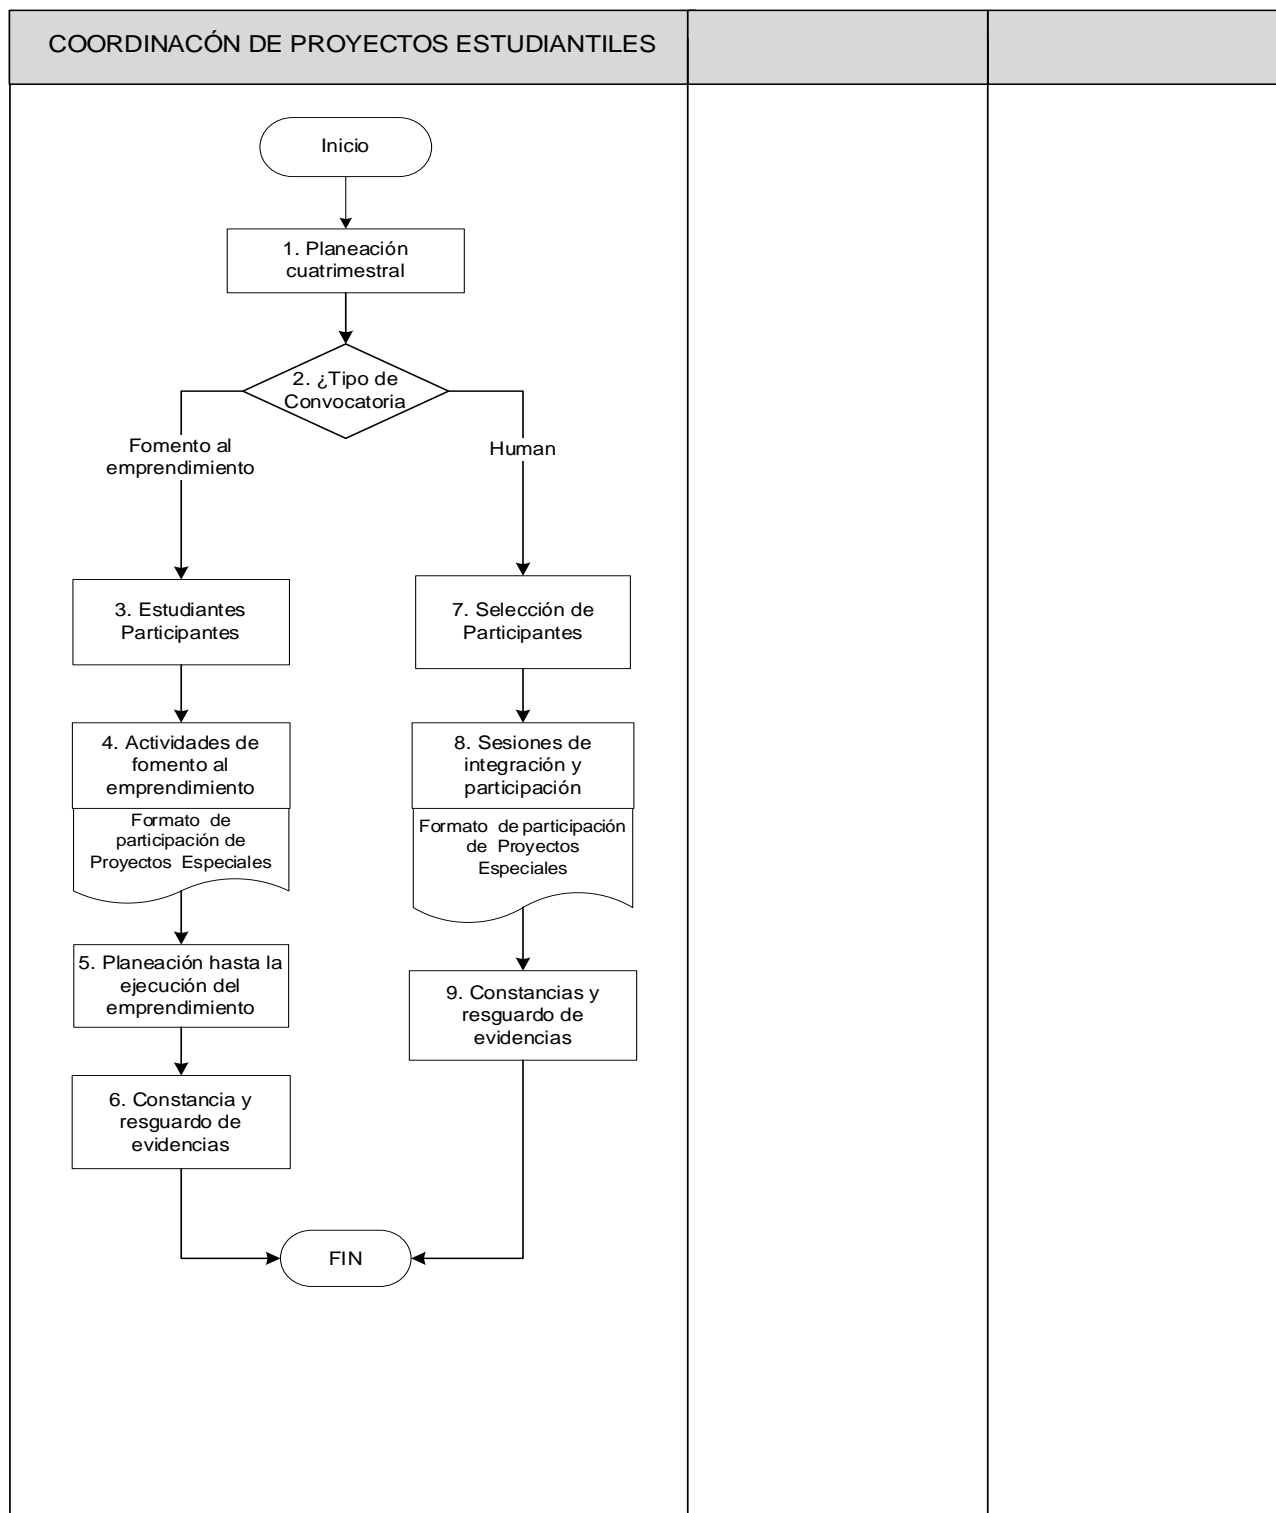 COORDINACÓN DE PROYECTOS ESTUDIANTILES
Inicio
1. Planeación
cuatrimestral
2. ¿Tipo de
Convocatoria
Fomento al
emprendimiento
Human
3. Estudiantes
Participantes
7. Selección de
Participantes
4. Actividades de
fomento al
emprendimiento
8. Sesiones de
integración y
participación
Formato de
participación de
Proyectos Especiales
Formato de participación
de Proyectos
Especiales
5. Planeación hasta la
ejecución del
emprendimiento
9. Constancias y
resguardo de
evidencias
6. Constancia y
resguardo de
evidencias
FIN